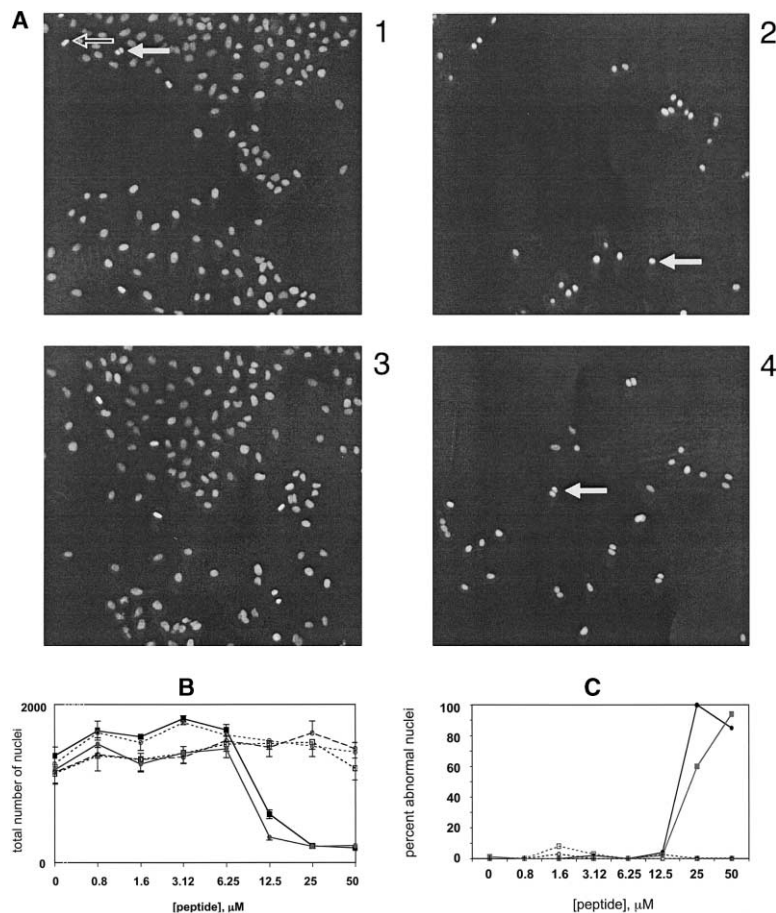 A
1
2
3
4
B
2000
total number of nuclei
0
0 0.8 1.6 3.12 6.25 12.5 25 50
[peptide], μM
C
100
80
percent abnormal nuclei
60
40
20
0
0 0.8 1.6 3.12 6.25 12.5 25 50
[peptide], μM